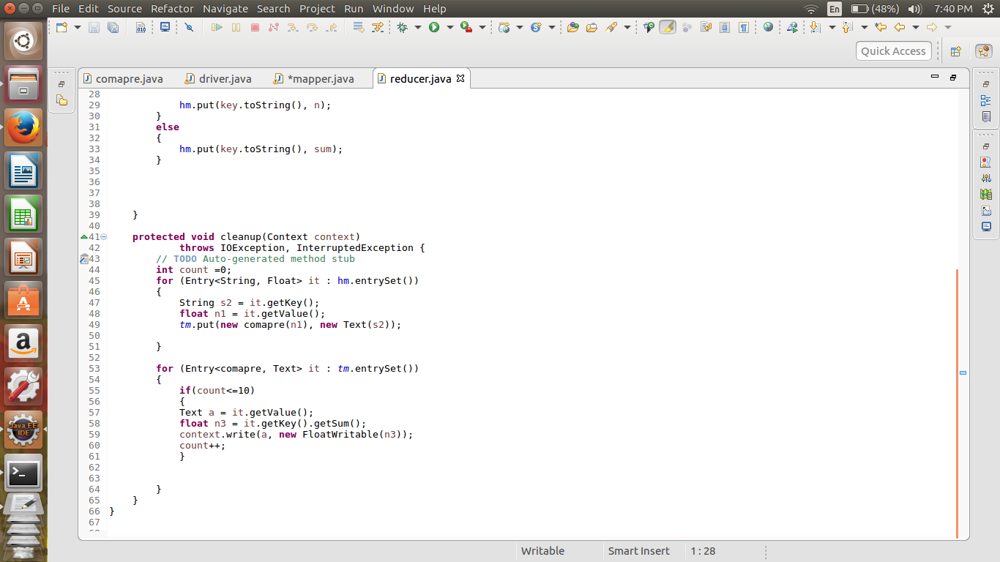 File Edit Source Refactor Navigate Search Project Run Window Help En (48%) 7:40 PM
010
Quick Access
comapre.java driver.java *mapper.java reducer.java
28
29 hm.put(key.toString(), n);
30 }
31 else
32 {
33 hm.put(key.toString(), sum);
34 }
35
36
37
38
39 }
40
41 protected void cleanup(Context context)
42 throws IOException, InterruptedException {
43 // TODO Auto-generated method stub
44 int count =0;
45 for (Entry<String, Float> it : hm.entrySet())
46 {
47 String s2 = it.getKey();
48 float n1 = it.getValue();
49 tm.put(new comapre(n1), new Text(s2));
50
51 }
52
53 for (Entry<comapre, Text> it : tm.entrySet())
54 {
55 if(count<=10)
56 {
57 Text a = it.getValue();
58 float n3 = it.getKey().getSum();
59 context.write(a, new FloatWritable(n3));
60 count++;
61 }
62
63
64 }
65 }
66 }
67
Java EE
IDE
Writable Smart Insert 1 : 28